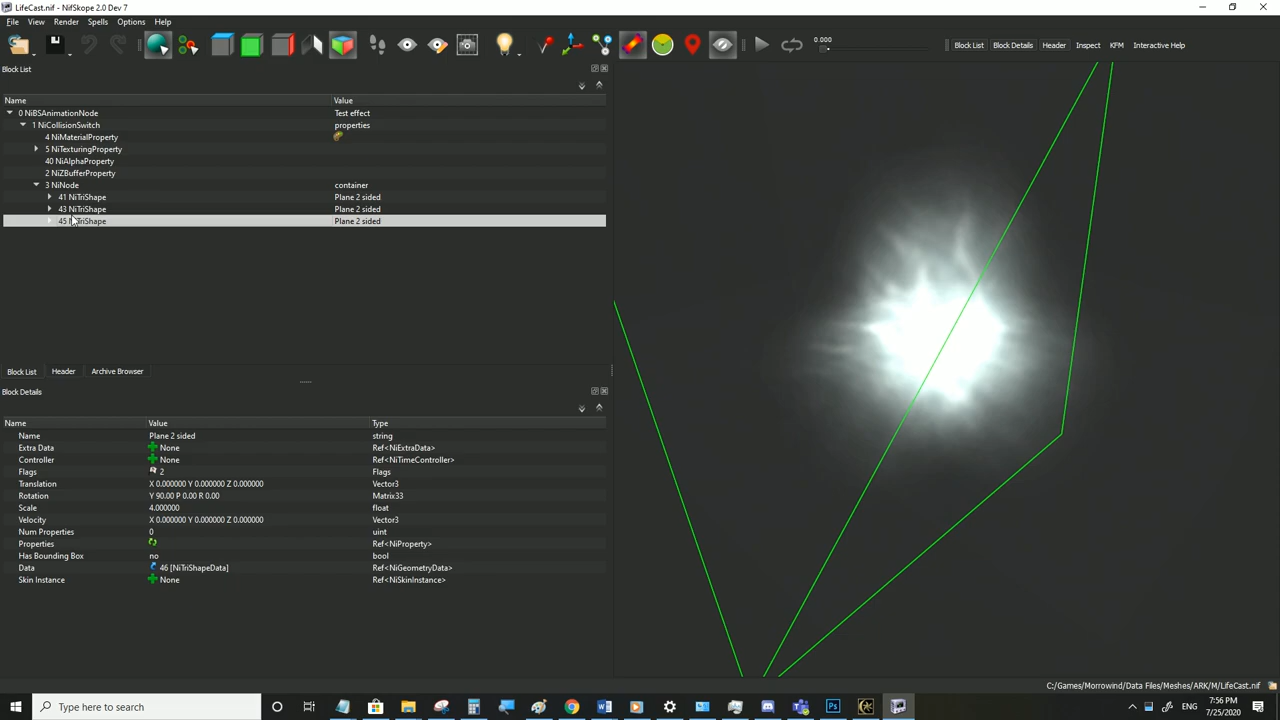 LifeCast.nif - NifSkope 2.0 Dev 7
File View Render Spells Options Help
0.000
Block List Block Details Header Inspect KFM Interactive Help
Block List
Name Value
0 NiBSAnimationNode Test effect
1 NiCollisionSwitch properties
4 NiMaterialProperty
5 NiTexturingProperty
40 NiAlphaProperty
2 NiZBufferProperty
3 NiNode container
41 NiTriShape Plane 2 sided
43 NiTriShape Plane 2 sided
45 NiTriShape Plane 2 sided
Block List Header Archive Browser
Block Details
Name Value Type
Name Plane 2 sided string
Extra Data None Ref<NiExtraData>
Controller None Ref<NiTimeController>
Flags 2 Flags
Translation X 0.000000 Y 0.000000 Z 0.000000 Vector3
Rotation Y 90.00 P 0.00 R 0.00 Matrix33
Scale 4.000000 float
Velocity X 0.000000 Y 0.000000 Z 0.000000 Vector3
Num Properties 0 uint
Properties Ref<NiProperty>
Has Bounding Box no bool
Data 46 [NiTriShapeData] Ref<NiGeometryData>
Skin Instance None Ref<NiSkinInstance>
C:/Games/Morrowind/Data Files/Meshes/ARK/M/LifeCast.nif
Type here to search
ENG
7:56 PM
7/25/2020